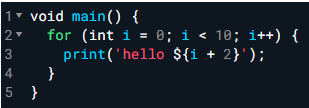 1 void main() {
2 for (int i = 0; i < 10; i++) {
3 print('hello ${i + 2}');
4 }
5 }